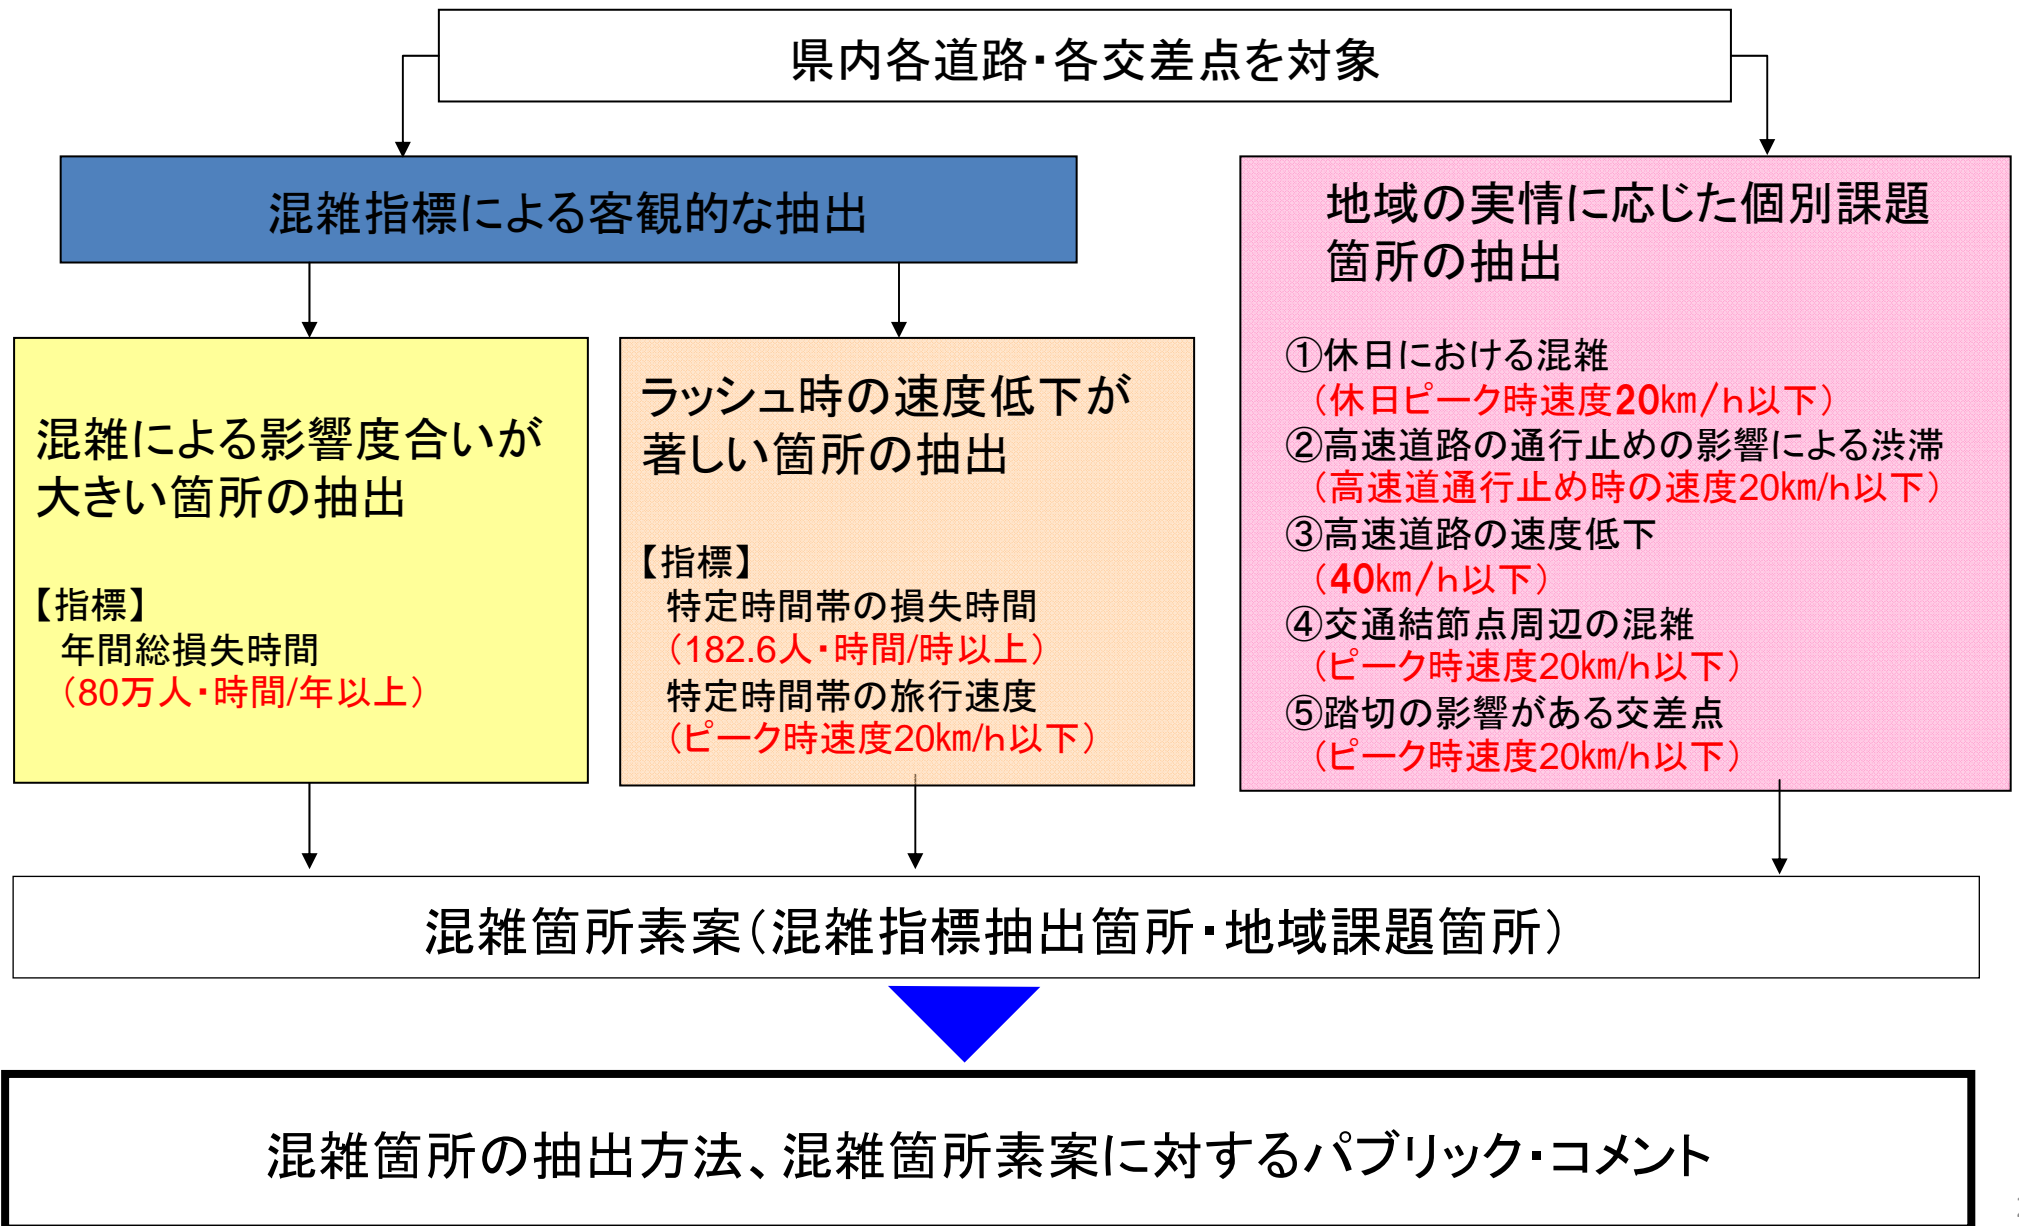 県内各道路・各交差点を対象
混雑指標による客観的な抽出
混雑による影響度合いが
大きい箇所の抽出
【指標】
年間総損失時間
（80万人・時間/年以上）
ラッシュ時の速度低下が
著しい箇所の抽出
【指標】
特定時間帯の損失時間
（182.6人・時間/時以上）
特定時間帯の旅行速度
（ピーク時速度20km/h以下）
地域の実情に応じた個別課題
箇所の抽出
①休日における混雑
（休日ピーク時速度20km/h以下）
②高速道路の通行止めの影響による渋滞
（高速道通行止め時の速度20km/h以下）
③高速道路の速度低下
（40km/h以下）
④交通結節点周辺の混雑
（ピーク時速度20km/h以下）
⑤踏切の影響がある交差点
（ピーク時速度20km/h以下）
混雑箇所素案（混雑指標抽出箇所・地域課題箇所）
混雑箇所の抽出方法、混雑箇所素案に対するパブリック・コメント